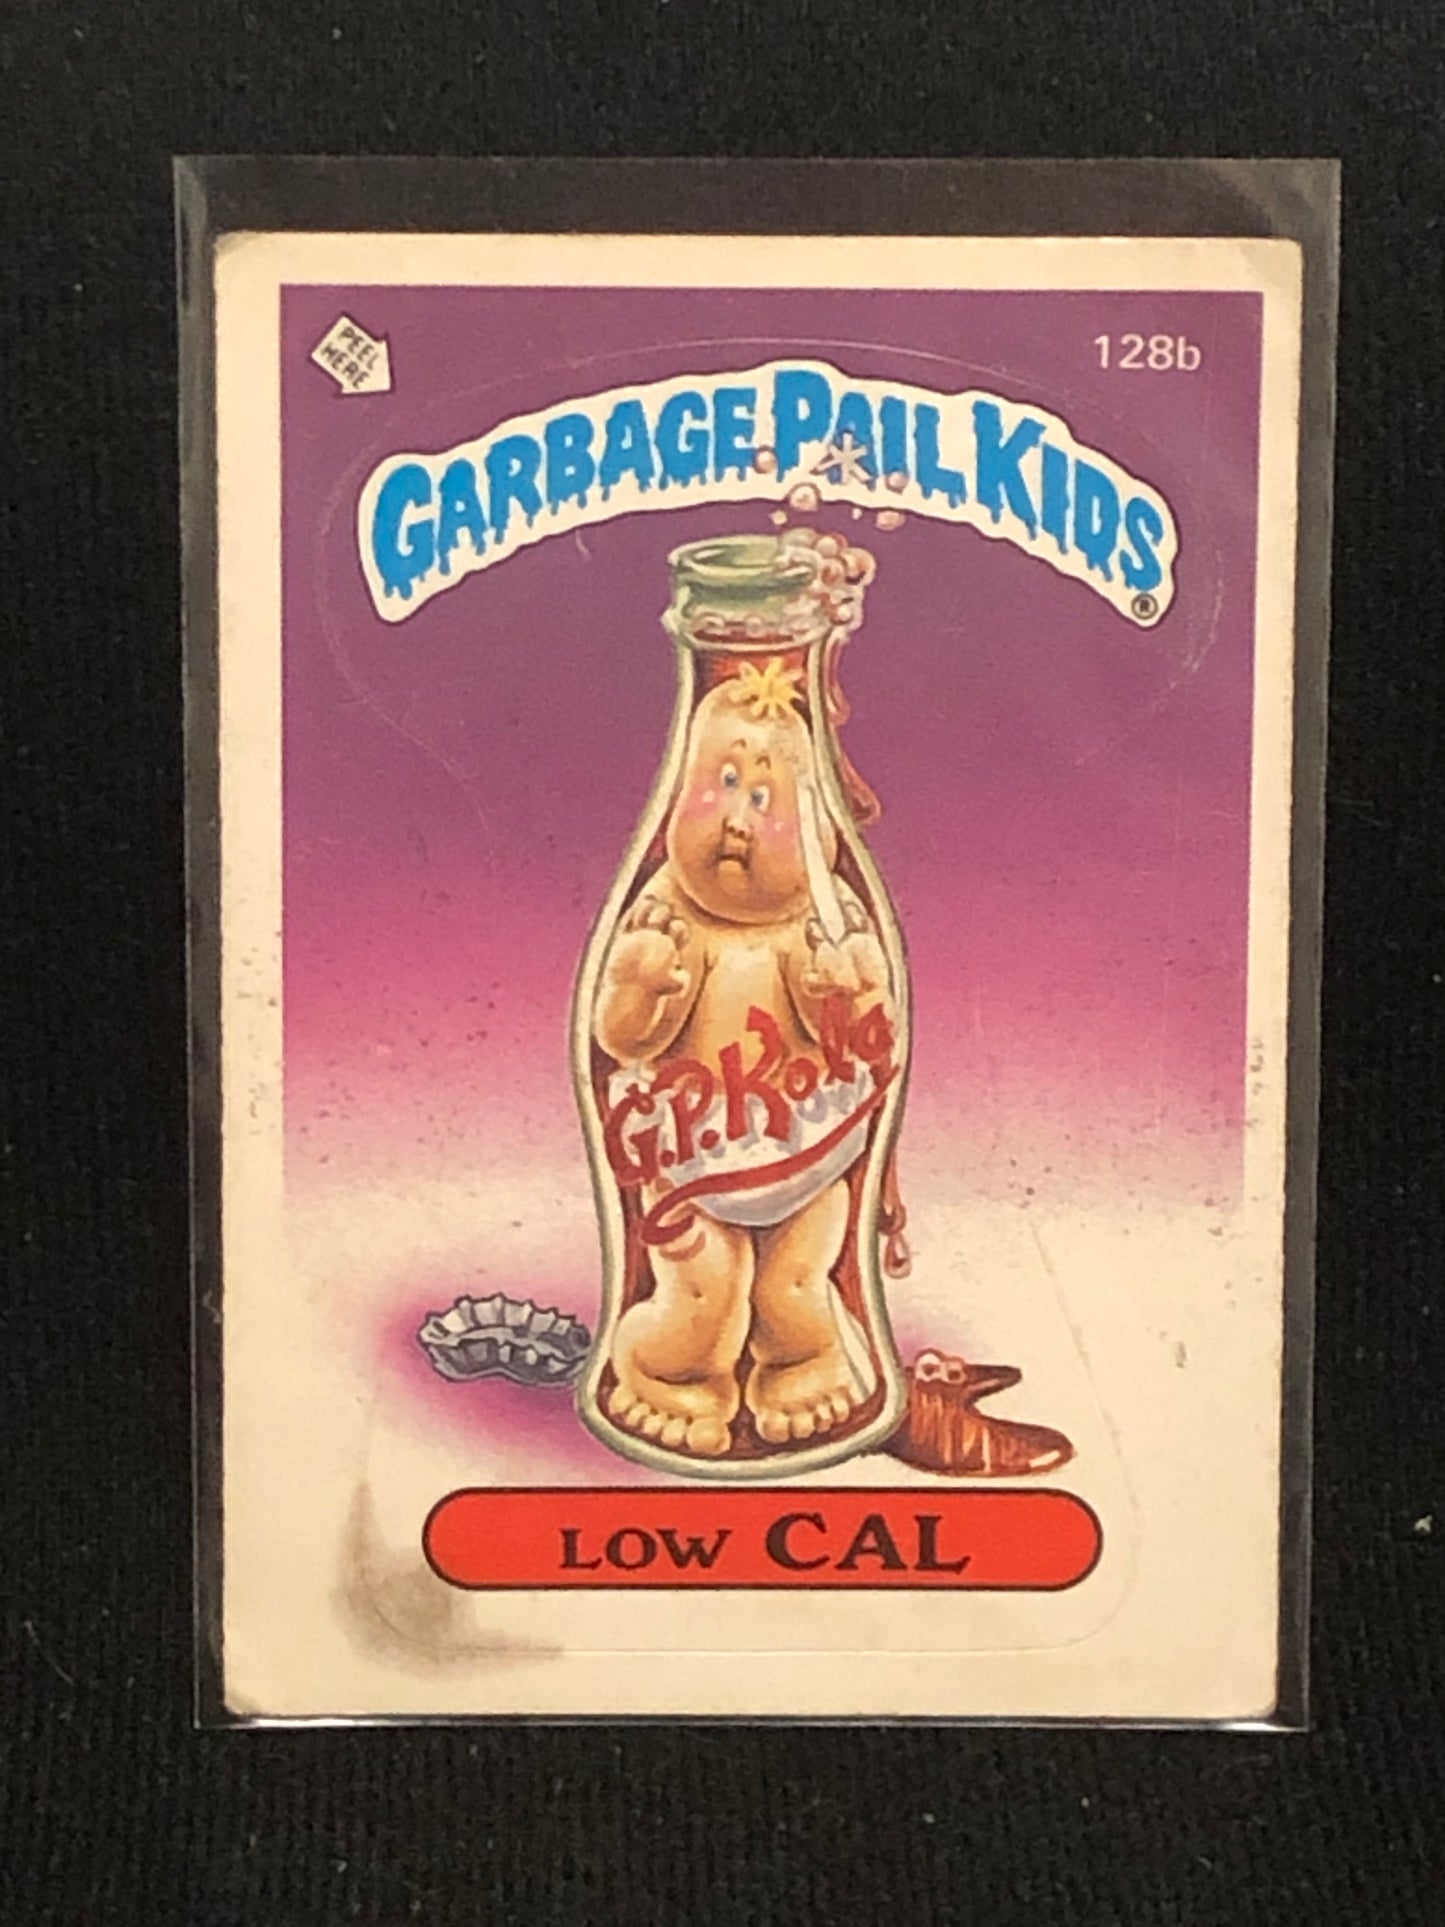 PEEL
HERE
128b
GARBAGE PAIL KIDS®
G.P. Kola
LOW CAL